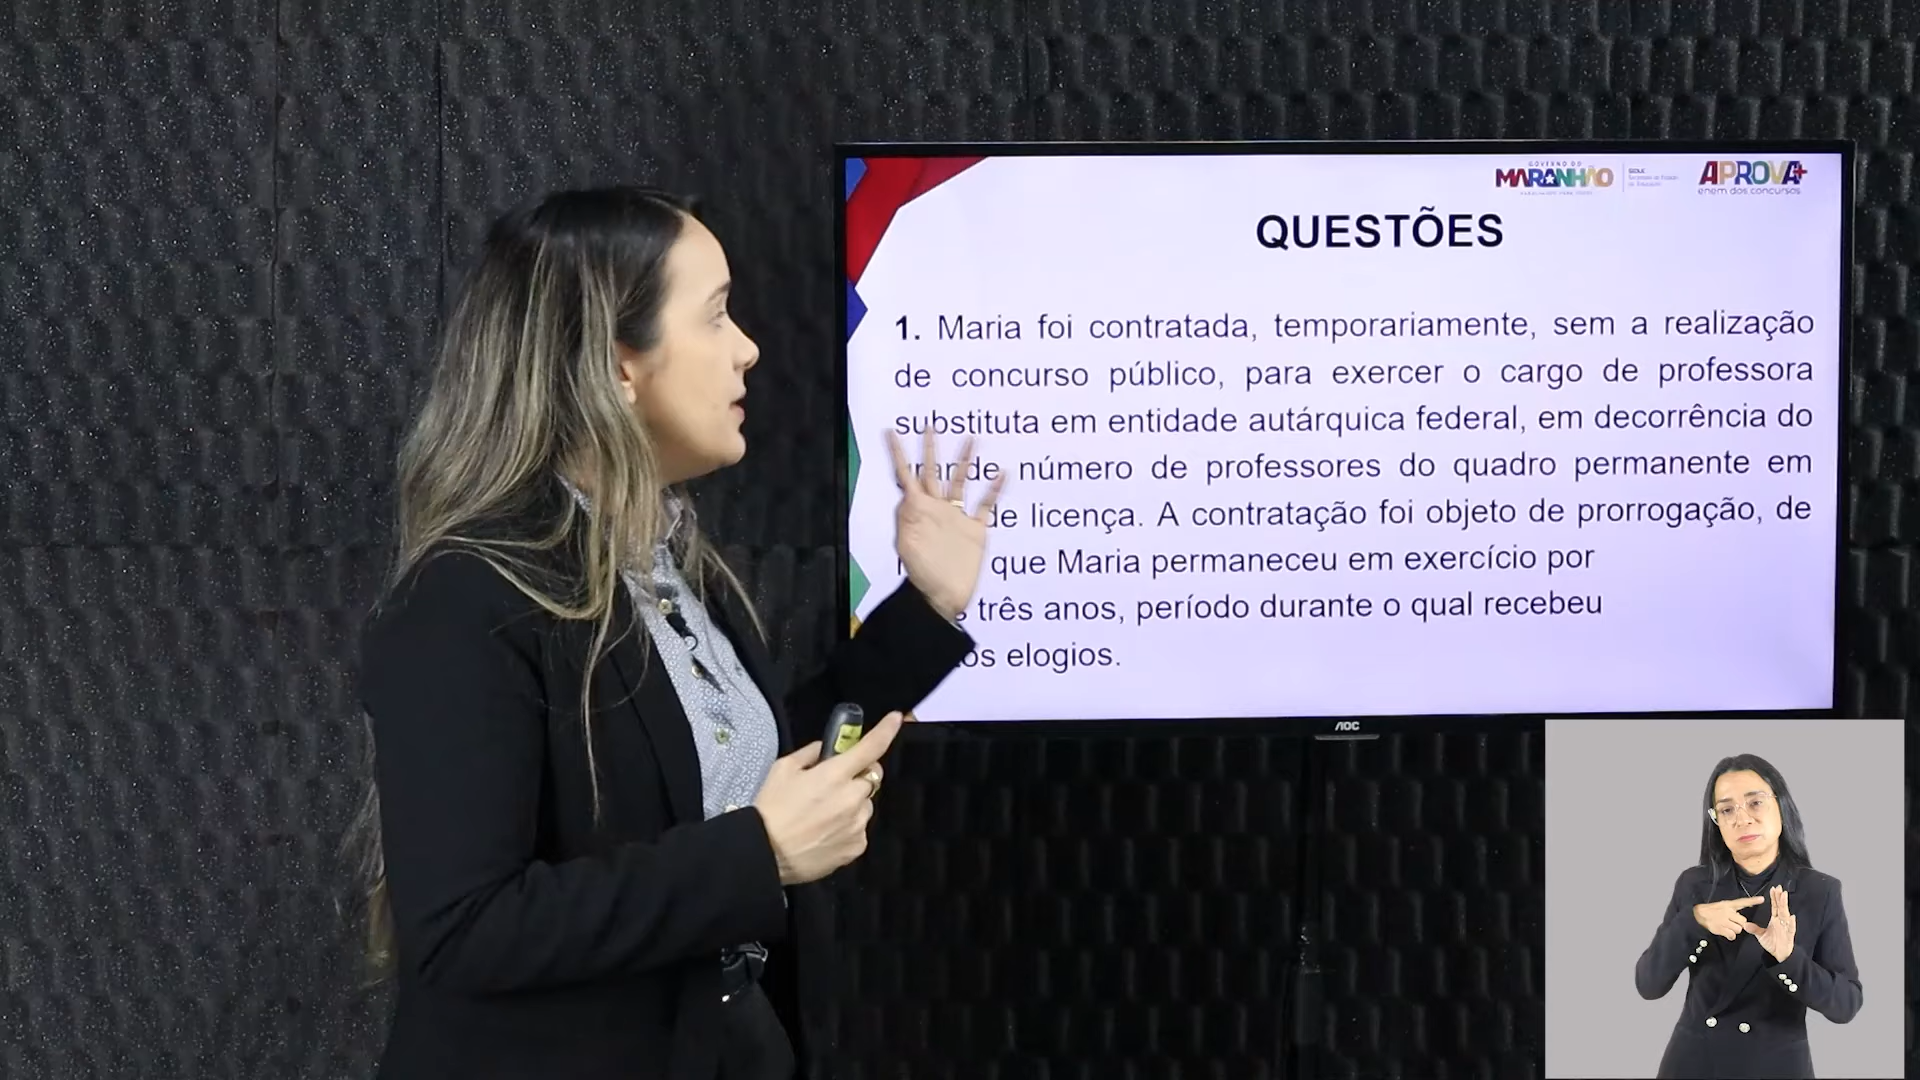 GOVERNO DO
MARANHÃO
APROVA+
enem dos concursos
QUESTÕES
1. Maria foi contratada, temporariamente, sem a realização
de concurso público, para exercer o cargo de professora
substituta em entidade autárquica federal, em decorrência do
grande número de professores do quadro permanente em
de licença. A contratação foi objeto de prorrogação, de
que Maria permaneceu em exercício por
três anos, período durante o qual recebeu
elogios.
AOC